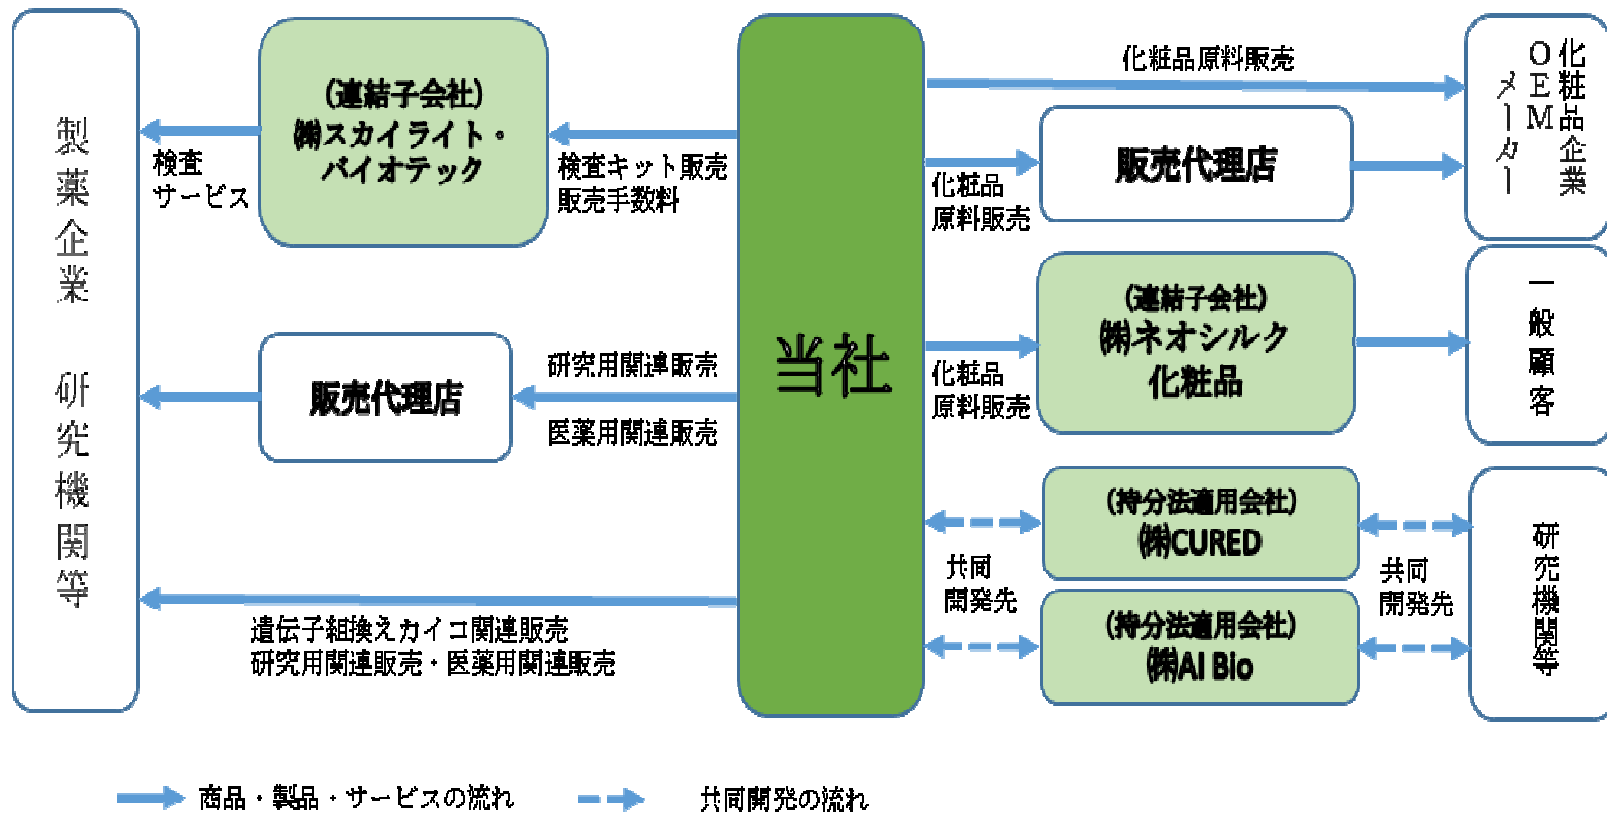 製薬企業　研究機関等
(連結子会社)
㈱スカイライト・
バイオテック
検査
サービス
検査キット販売
販売手数料
販売代理店
研究用関連販売
医薬用関連販売
遺伝子組換えカイコ関連販売
研究用関連販売・医薬用関連販売
当社
化粧品原料販売
化粧品
原料販売
販売代理店
化粧品企業
OEM
メーカー
化粧品
原料販売
(連結子会社)
㈱ネオシルク
化粧品
一般顧客
(持分法適用会社)
㈱CURED
共同
開発先
共同
開発先
(持分法適用会社)
㈱AI Bio
研究機関等
商品・製品・サービスの流れ
共同開発の流れ